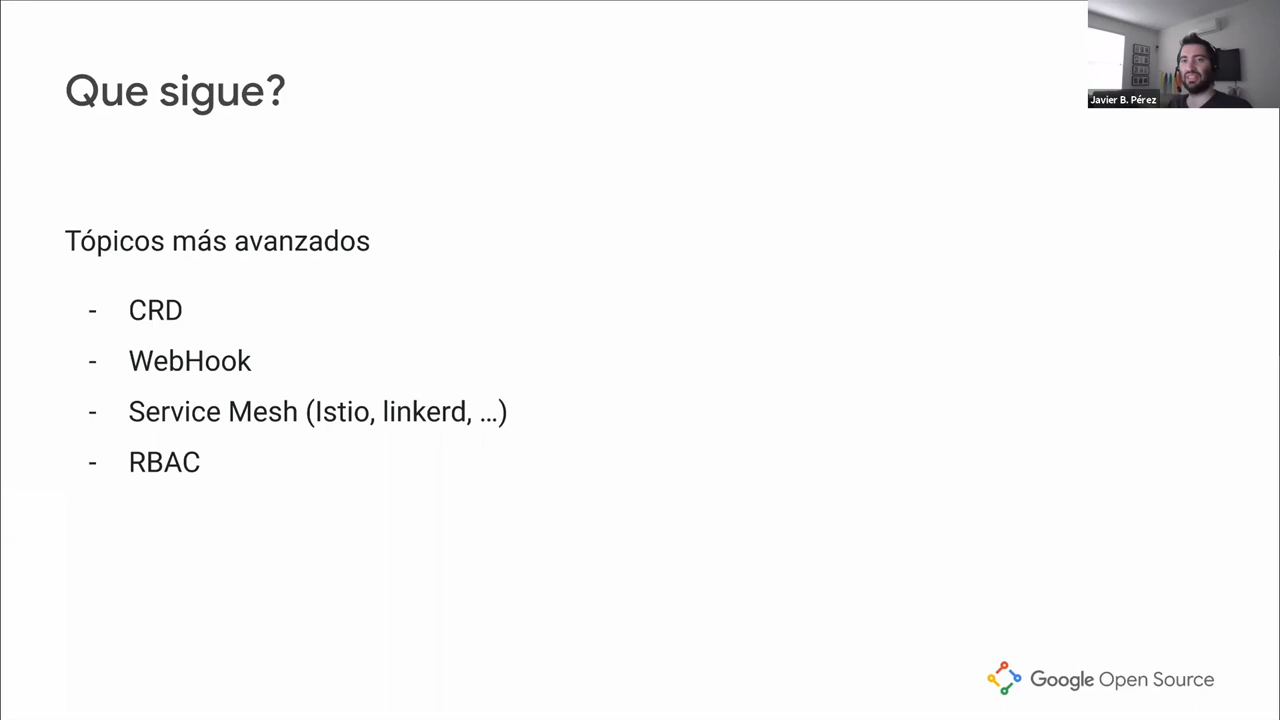 Que sigue?
Javier B. Pérez
Tópicos más avanzados
- CRD
- WebHook
- Service Mesh (Istio, linkerd, ...)
- RBAC
Google Open Source